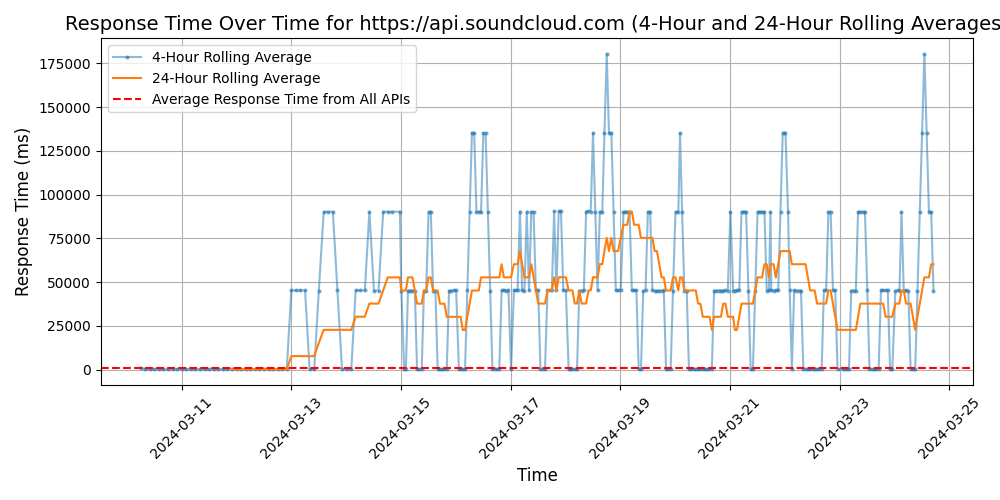 Response Time Over Time for https://api.soundcloud.com (4-Hour and 24-Hour Rolling Averages
4-Hour Rolling Average
24-Hour Rolling Average
Average Response Time from All APIs
Response Time (ms)
175000
150000
125000
100000
75000
50000
25000
0
2024-03-11
2024-03-13
2024-03-15
2024-03-17
2024-03-19
2024-03-21
2024-03-23
2024-03-25
Time